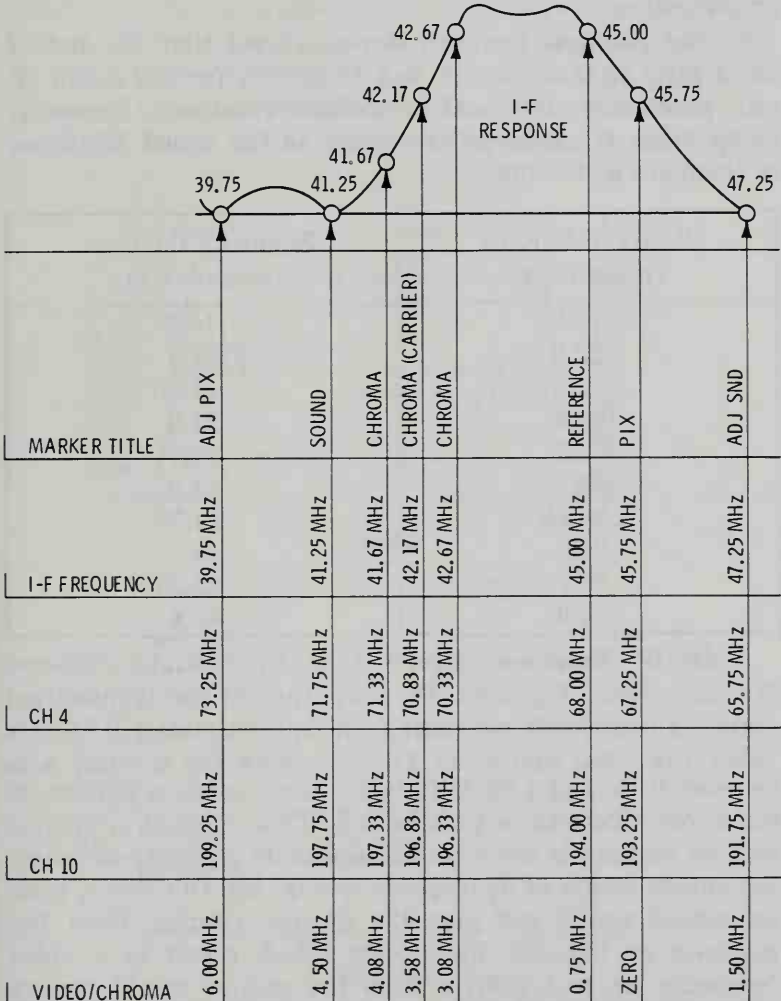 42.67
45.00
42.17
45.75
I-F
RESPONSE
41.67
39.75
41.25
47.25
MARKER TITLE
ADJ PIX
SOUND
CHROMA
CHROMA (CARRIER)
CHROMA
REFERENCE
PIX
ADJ SND
I-F FREQUENCY
39.75 MHz
41.25 MHz
41.67 MHz
42.17 MHz
42.67 MHz
45.00 MHz
45.75 MHz
47.25 MHz
CH 4
73.25 MHz
71.75 MHz
71.33 MHz
70.83 MHz
70.33 MHz
68.00 MHz
67.25 MHz
65.75 MHz
CH 10
199.25 MHz
197.75 MHz
197.33 MHz
196.83 MHz
196.33 MHz
194.00 MHz
193.25 MHz
191.75 MHz
VIDEO/CHROMA
6.00 MHz
4.50 MHz
4.08 MHz
3.58 MHz
3.08 MHz
0.75 MHz
ZERO
1.50 MHz